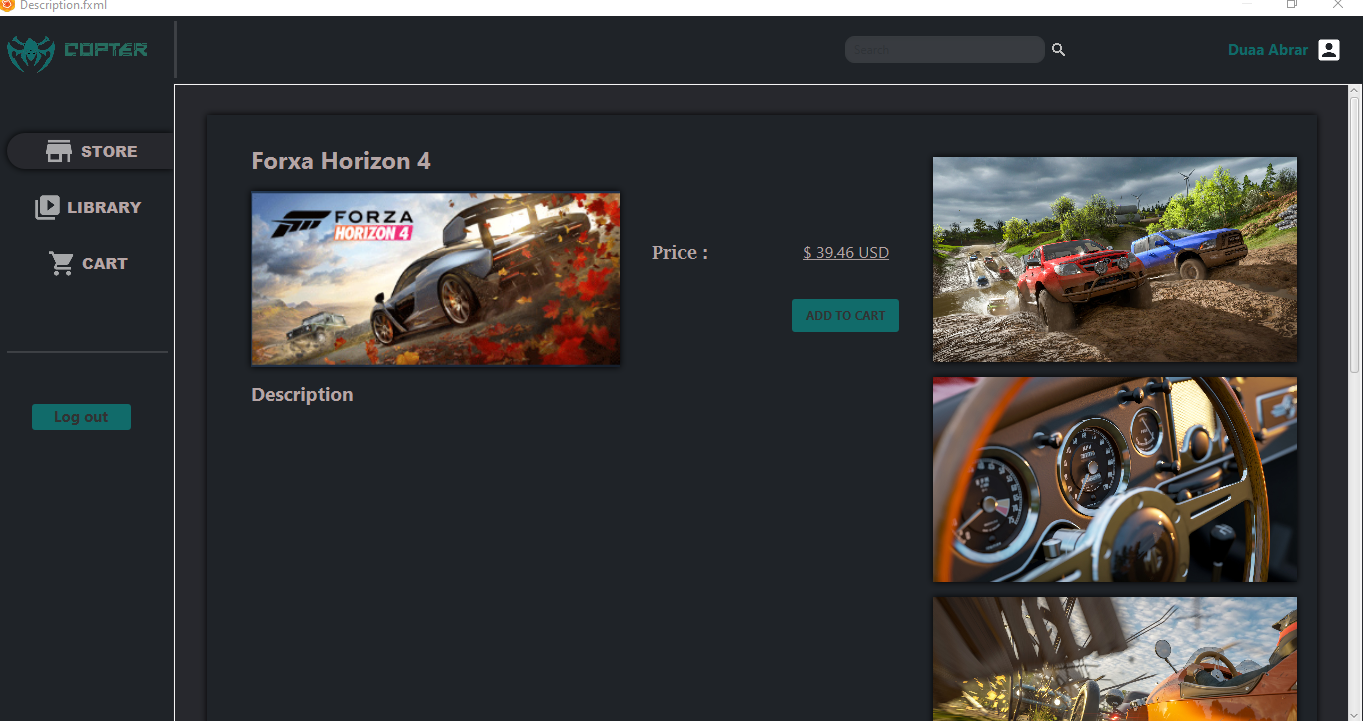 Description.fxml
COPTER
Search
Duaa Abrar
STORE
LIBRARY
CART
Log out
Forxa Horizon 4
FORZA
HORIZON 4
Price :
$ 39.46 USD
ADD TO CART
Description